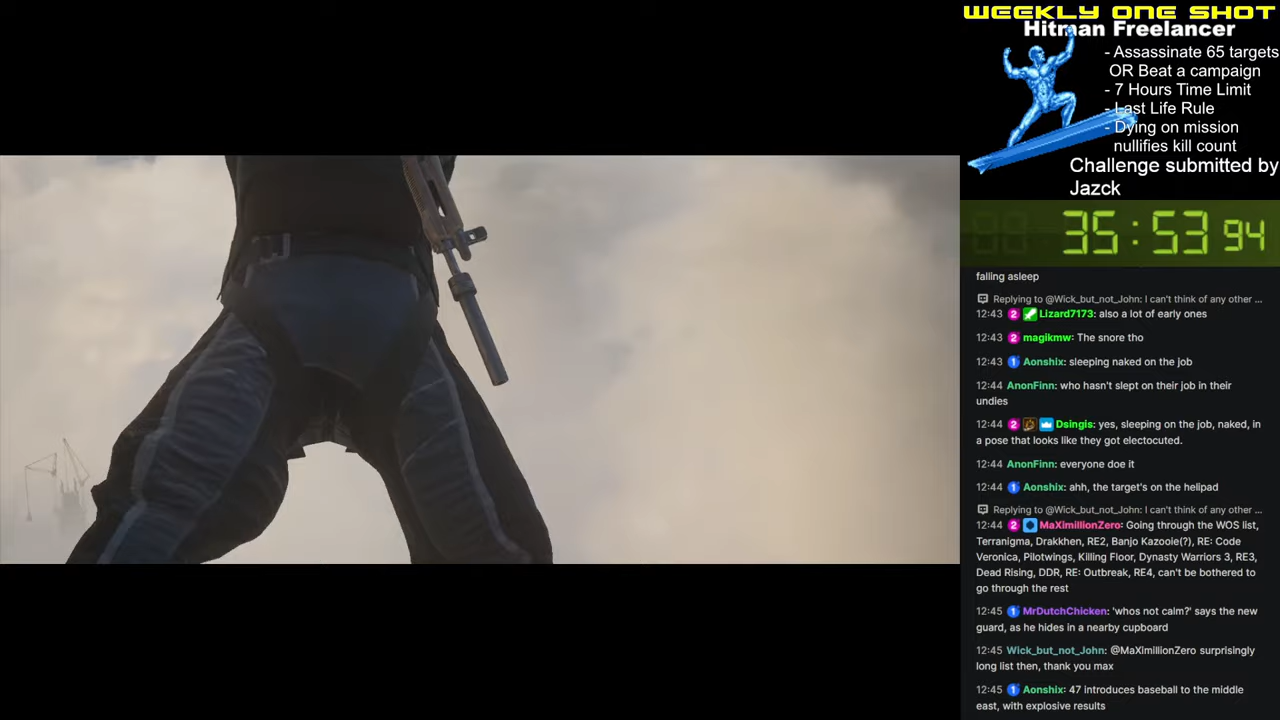 WEEKLY ONE SHOT
Hitman Freelancer
- Assassinate 65 targets
OR Beat a campaign
- 7 Hours Time Limit
- Last Life Rule
- Dying on mission
nullifies kill count
Challenge submitted by
Jazck
35:53 94
falling asleep
Replying to @Wick_but_not_John: I can't think of any other ...
12:43 2 Lizard7173: also a lot of early ones
12:43 2 magikmw: The snore tho
12:43 1 Aonshix: sleeping naked on the job
12:44 AnonFinn: who hasn't slept on their job in their
undies
12:44 2 Dsingis: yes, sleeping on the job, naked, in
a pose that looks like they got electocuted.
12:44 AnonFinn: everyone doe it
12:44 1 Aonshix: ahh, the target's on the helipad
Replying to @Wick_but_not_John: I can't think of any other ...
12:44 2 MaXimillionZero: Going through the WOS list,
Terranigma, Drakkhen, RE2, Banjo Kazooie(?), RE: Code
Veronica, Pilotwings, Killing Floor, Dynasty Warriors 3, RE3,
Dead Rising, DDR, RE: Outbreak, RE4, can't be bothered to
go through the rest
12:45 1 MrDutchChicken: 'whos not calm?' says the new
guard, as he hides in a nearby cupboard
12:45 Wick_but_not_John: @MaXimillionZero surprisingly
long list then, thank you max
12:45 1 Aonshix: 47 introduces baseball to the middle
east, with explosive results